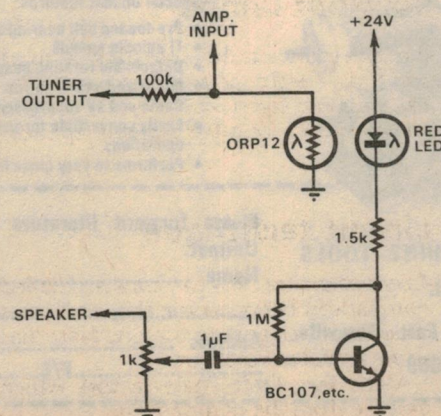 AMP.
INPUT
+24V
TUNER
OUTPUT
100k
ORP12
λ
λ
RED
LED
1.5k
SPEAKER
1M
1k
1µF
BC107,etc.